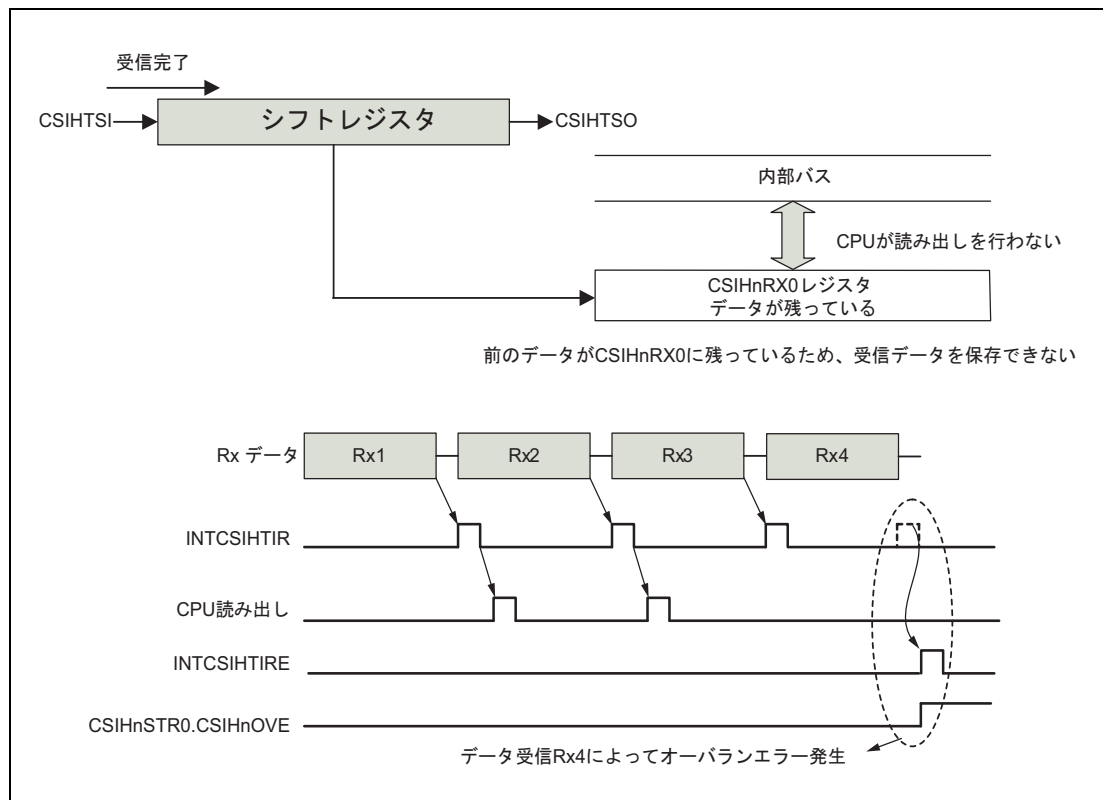 受信完了
CSIHTSI
シフトレジスタ
CSIHTSO
内部バス
CPUが読み出しを行わない
CSIHnRX0レジスタ
データが残っている
前のデータがCSIHnRX0に残っているため、受信データを保存できない
Rx データ
Rx1
Rx2
Rx3
Rx4
INTCSIHTIR
CPU読み出し
INTCSIHTIRE
CSIHnSTR0.CSIHnOVE
データ受信Rx4によってオーバランエラー発生